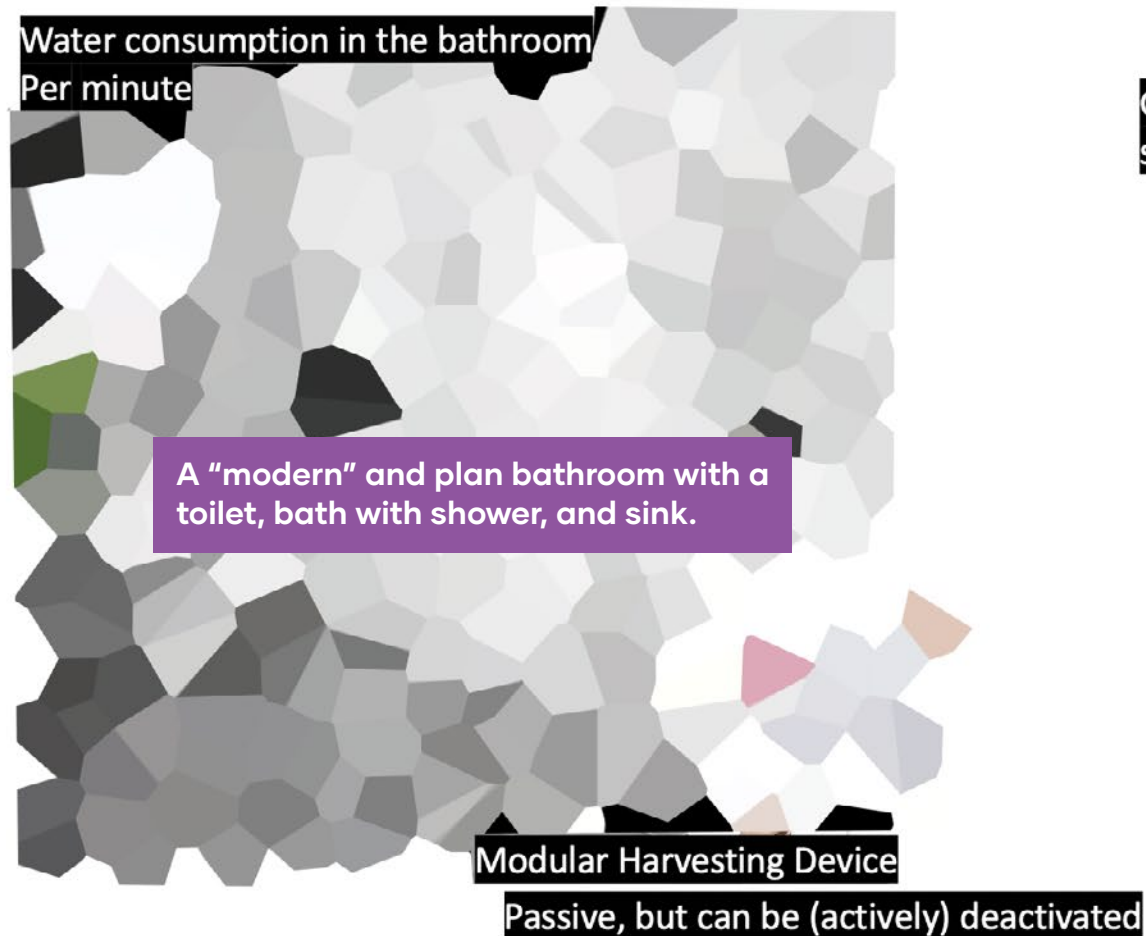 Water consumption in the bathroom
Per minute
A “modern” and plan bathroom with a
toilet, bath with shower, and sink.
Modular Harvesting Device
Passive, but can be (actively) deactivated